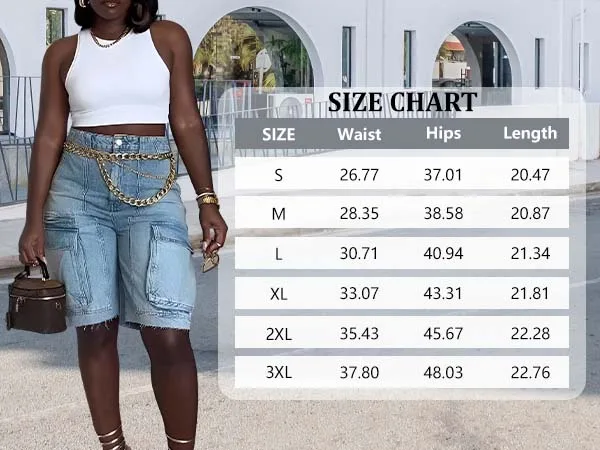 SIZE CHART
SIZE Waist Hips Length
S 26.77 37.01 20.47
M 28.35 38.58 20.87
L 30.71 40.94 21.34
XL 33.07 43.31 21.81
2XL 35.43 45.67 22.28
3XL 37.80 48.03 22.76